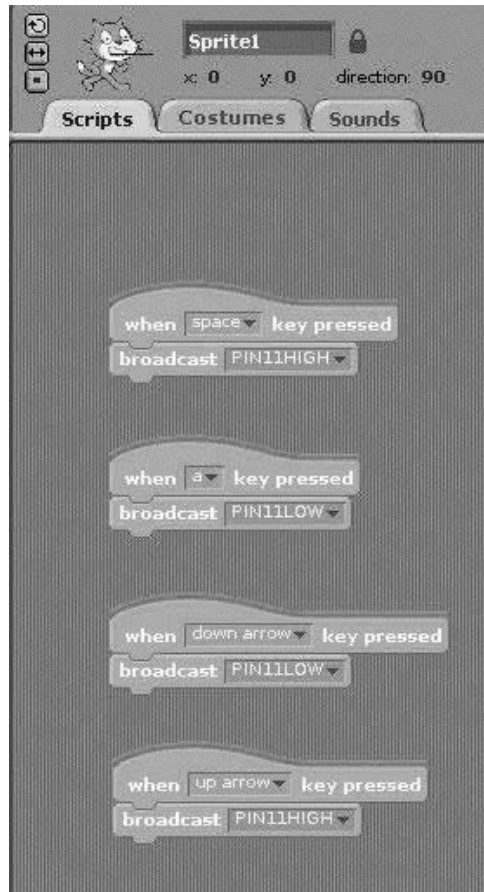 Sprite1
x: 0 y: 0 direction: 90
Scripts Costumes Sounds
when space key pressed
broadcast PIN11HIGH
when a key pressed
broadcast PIN11LOW
when down arrow key pressed
broadcast PIN11LOW
when up arrow key pressed
broadcast PIN11HIGH